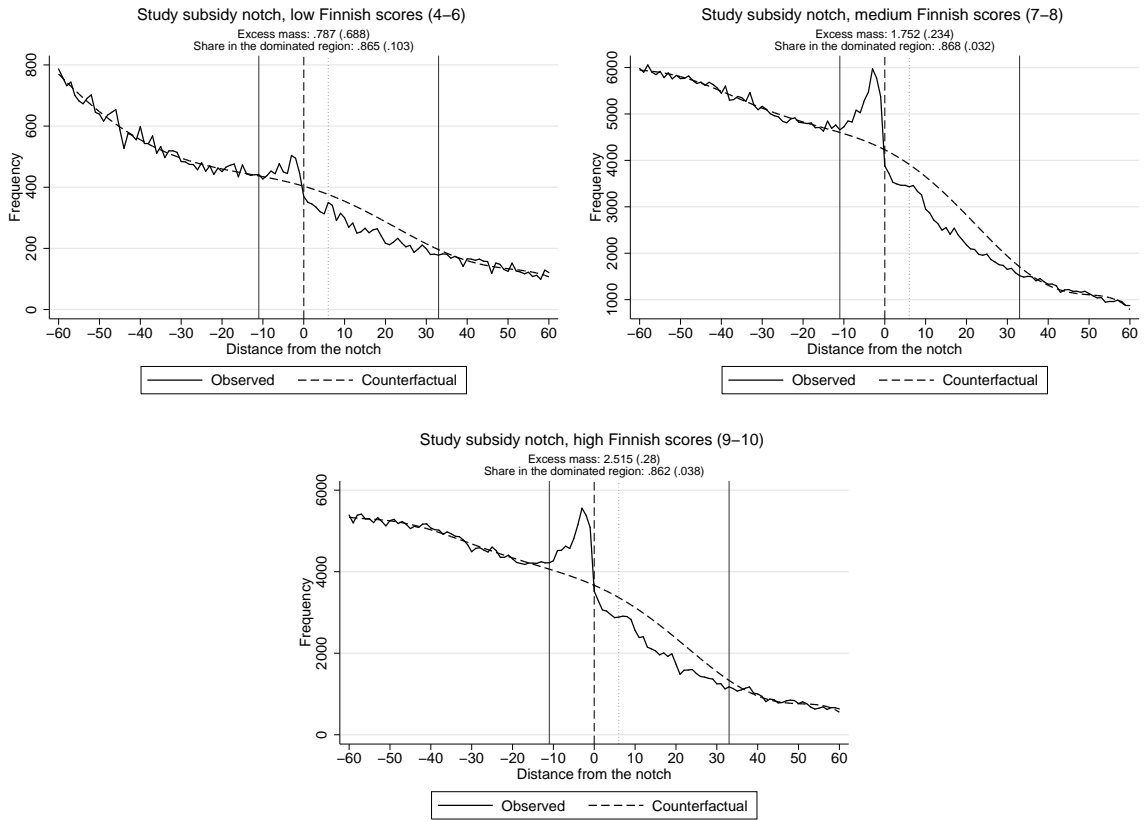 Study subsidy notch, low Finnish scores (4−6)
Excess mass: .787 (.688)
Share in the dominated region: .865 (.103)
Frequency
0
200
400
600
800
−60 −50 −40 −30 −20 −10 0 10 20 30 40 50 60
Distance from the notch
Observed Counterfactual
Study subsidy notch, medium Finnish scores (7−8)
Excess mass: 1.752 (.234)
Share in the dominated region: .868 (.032)
Frequency
1000
2000
3000
4000
5000
6000
−60 −50 −40 −30 −20 −10 0 10 20 30 40 50 60
Distance from the notch
Observed Counterfactual
Study subsidy notch, high Finnish scores (9−10)
Excess mass: 2.515 (.28)
Share in the dominated region: .862 (.038)
Frequency
0
2000
4000
6000
−60 −50 −40 −30 −20 −10 0 10 20 30 40 50 60
Distance from the notch
Observed Counterfactual